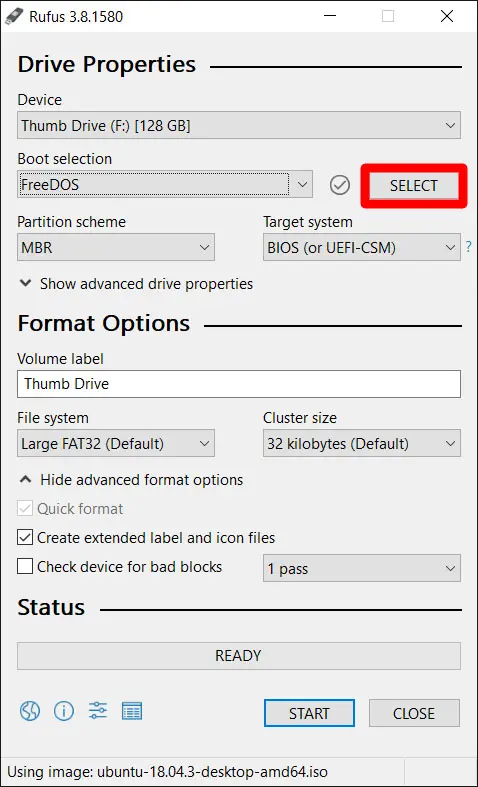 Rufus 3.8.1580
Drive Properties
Device
Thumb Drive (F:) [128 GB]
Boot selection
FreeDOS
SELECT
Partition scheme
Target system
MBR
BIOS (or UEFI-CSM)
?
Show advanced drive properties
Format Options
Volume label
Thumb Drive
File system
Cluster size
Large FAT32 (Default)
32 kilobytes (Default)
Hide advanced format options
Quick format
Create extended label and icon files
Check device for bad blocks
1 pass
Status
READY
START
CLOSE
Using image: ubuntu-18.04.3-desktop-amd64.iso